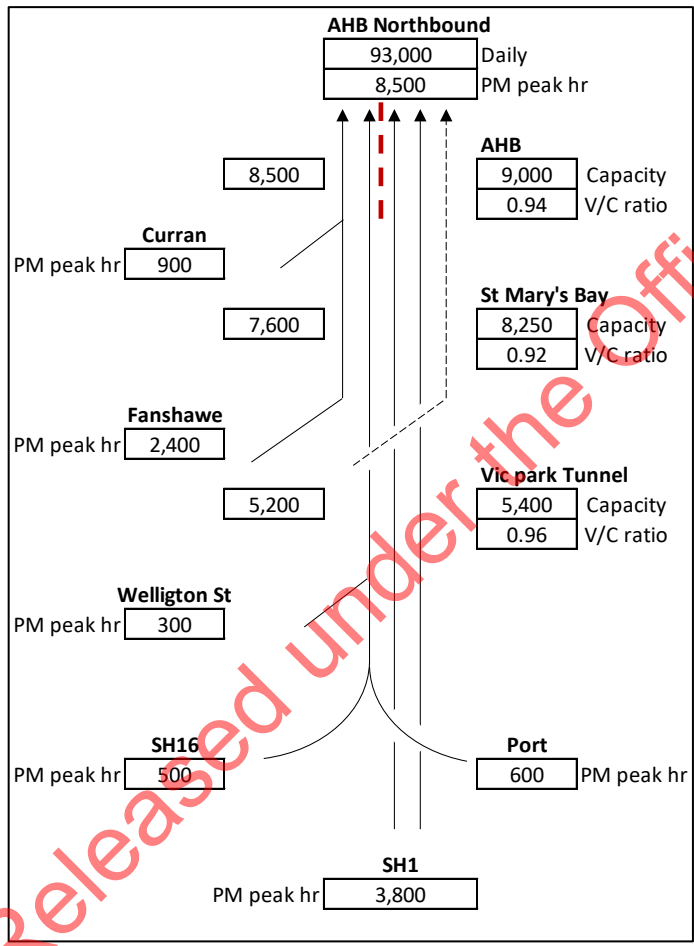 AHB Northbound
93,000 Daily
8,500 PM peak hr
AHB
8,500 9,000 Capacity
0.94 V/C ratio
Curran
PM peak hr 900
St Mary's Bay
7,600 8,250 Capacity
0.92 V/C ratio
Fanshawe
PM peak hr 2,400
Vic park Tunnel
5,200 5,400 Capacity
0.96 V/C ratio
Welligton St
PM peak hr 300
SH16 Port
PM peak hr 500 600 PM peak hr
SH1
PM peak hr 3,800
Released under the Offi